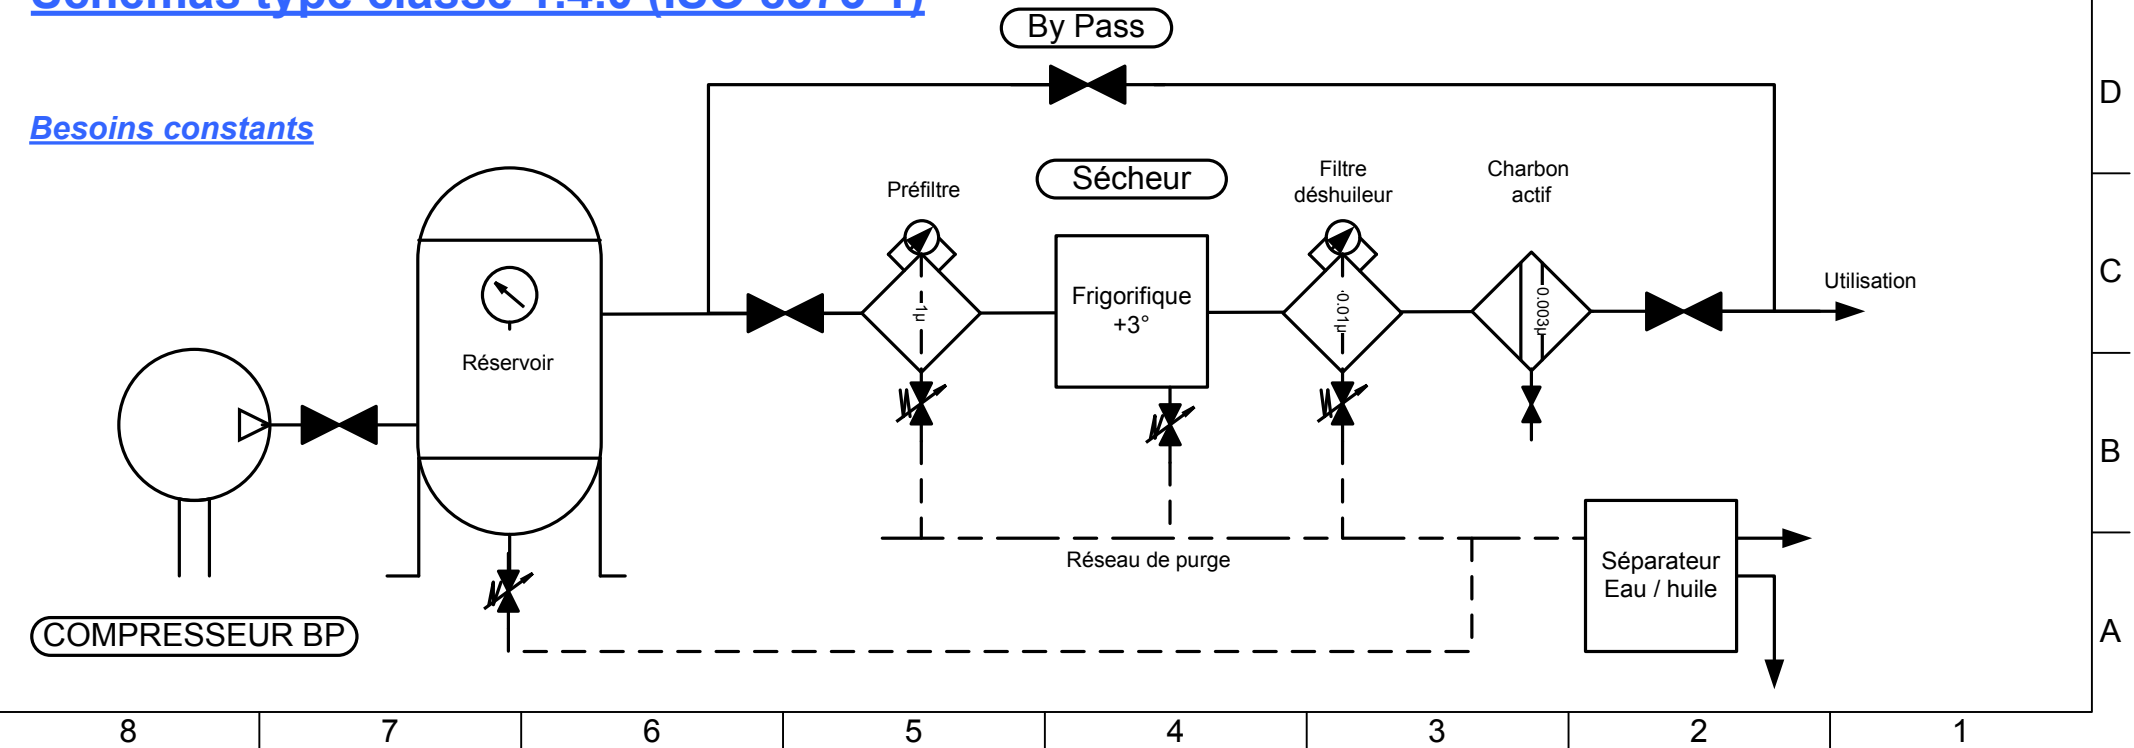 By Pass
D
Besoins constants
Sécheur
Filtre
déshuileur
Charbon
actif
Préfiltre
C
Utilisation
Frigorifique
+3°
1µ
0.01µ
0.003µ
Réservoir
B
Réseau de purge
Séparateur
Eau / huile
COMPRESSEUR BP
A
8
7
6
5
4
3
2
1